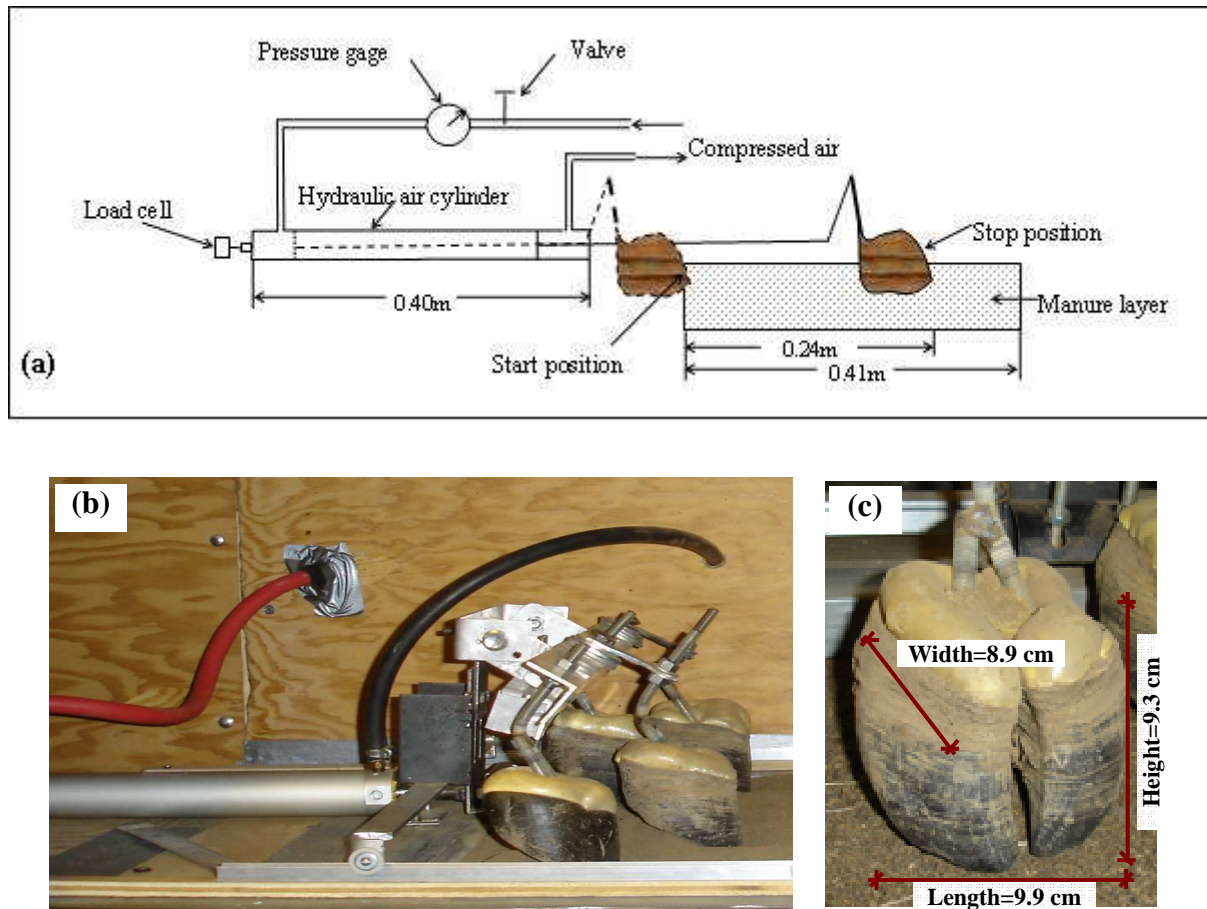 Pressure gage
Valve
Compressed air
Hydraulic air cylinder
Load cell
Stop position
0.40m
Manure layer
Start position
0.24m
(a)
0.41m
(b)
(c)
Width=8.9 cm
Height=9.3 cm
Length=9.9 cm